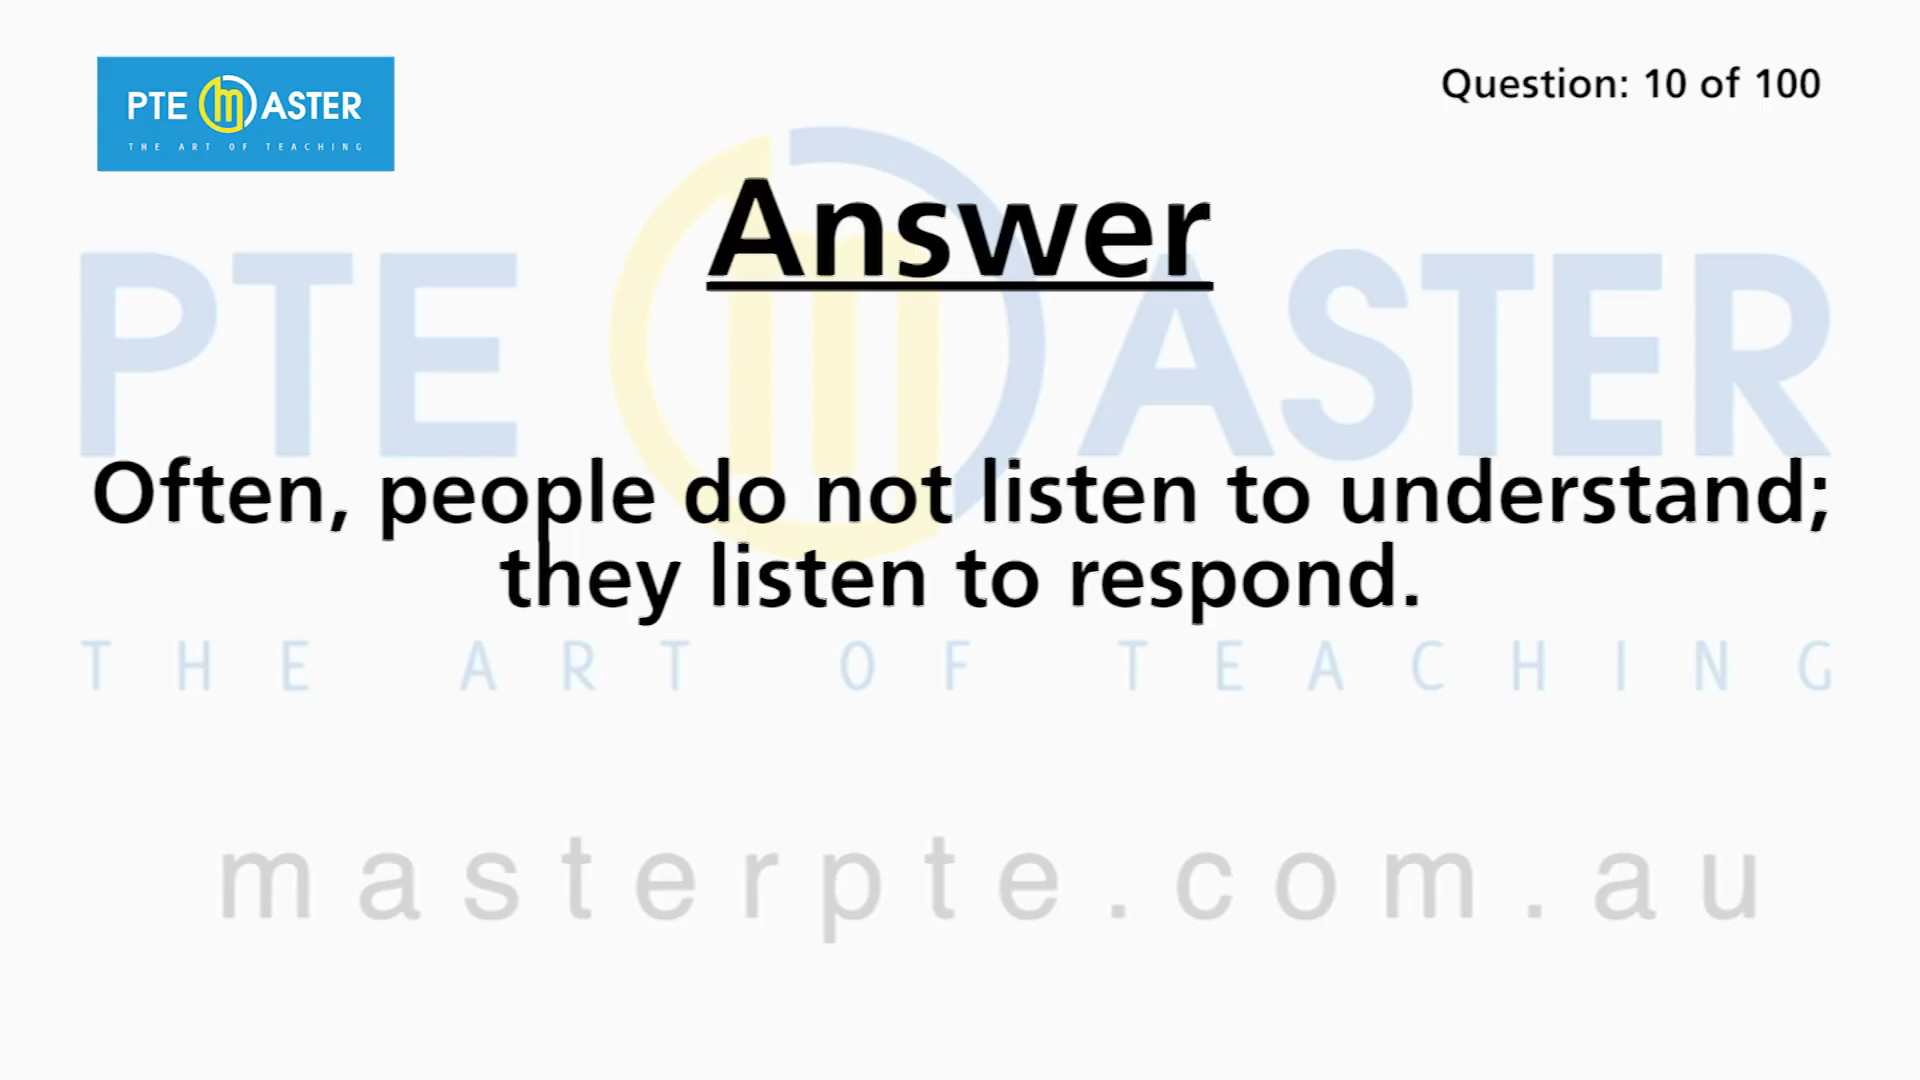 PTE MASTER
THE ART OF TEACHING
Question: 10 of 100
Answer
PTE MASTER
Often, people do not listen to understand;
they listen to respond.
THE ART OF TEACHING
masterpte.com.au